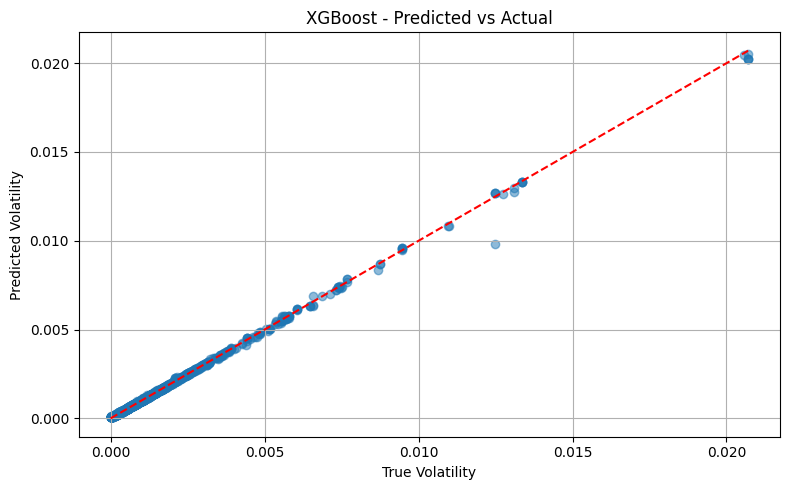 XGBoost - Predicted vs Actual
0.020
0.015
0.010
0.005
0.000
Predicted Volatility
0.000 0.005 0.010 0.015 0.020
True Volatility